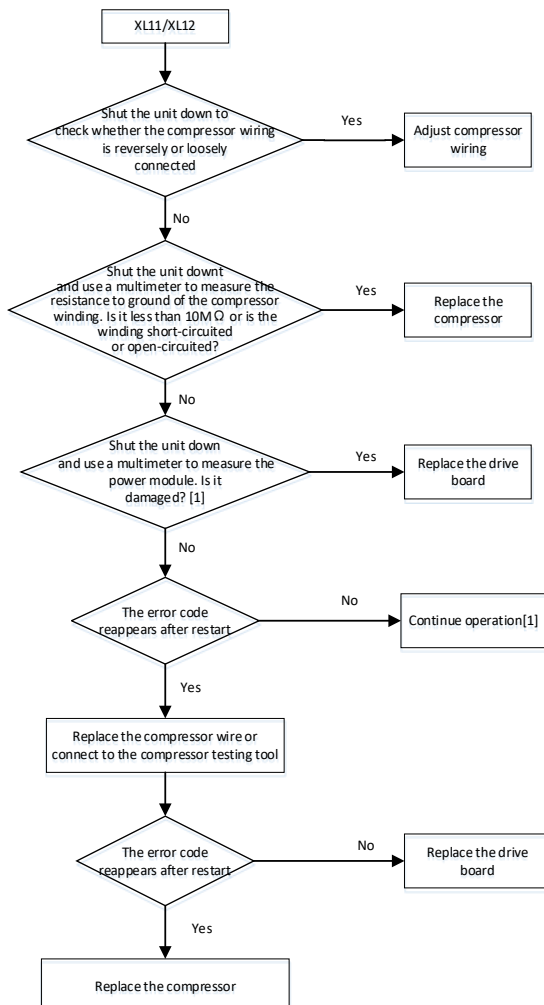 XL11/XL12
Shut the unit down to
check whether the compressor wiring
is reversely or loosely
connected
Yes
Adjust compressor
wiring
No
Shut the unit downt
and use a multimeter to measure the
resistance to ground of the compressor
winding. Is it less than 10MΩ or is the
winding short-circuited
or open-circuited?
Yes
Replace the
compressor
No
Shut the unit down
and use a multimeter to measure the
power module. Is it
damaged? [1]
Yes
Replace the drive
board
No
The error code
reappears after restart
No
Continue operation[1]
Yes
Replace the compressor wire or
connect to the compressor testing tool
The error code
reappears after restart
No
Replace the drive
board
Yes
Replace the compressor